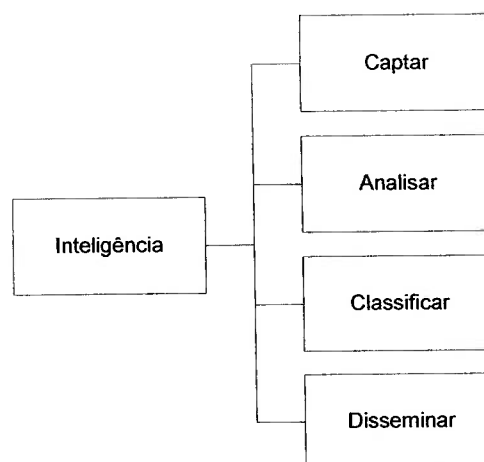 Captar
Analisar
Inteligência
Classificar
Disseminar